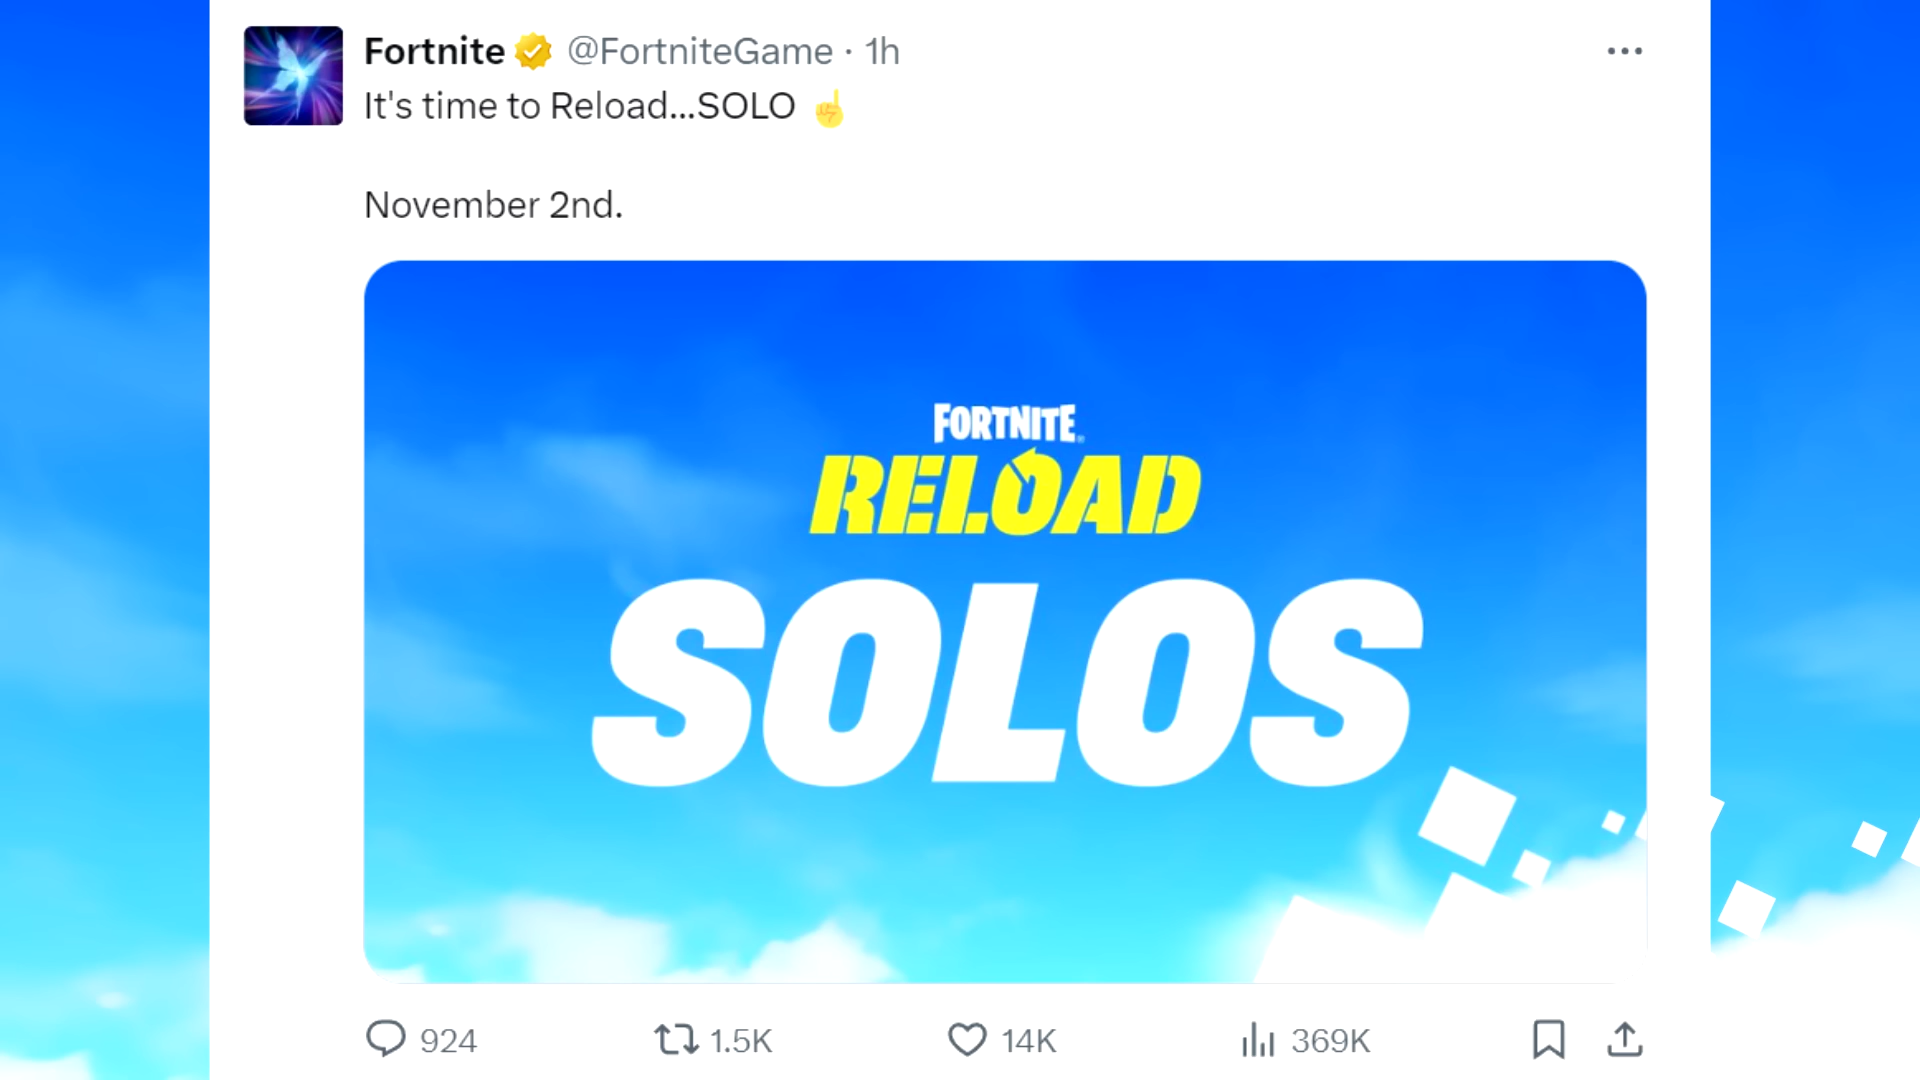 Fortnite @FortniteGame · 1h
It's time to Reload...SOLO ☝
November 2nd.
FORTNITE
RELOAD
SOLOS
924 1.5K 14K 369K